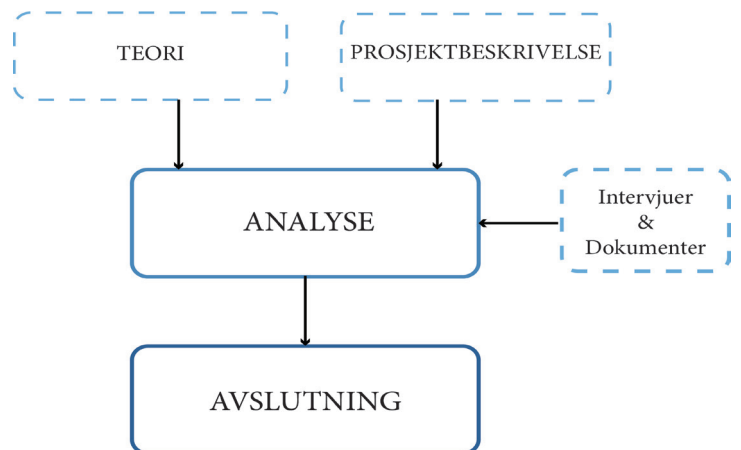 TEORI
PROSJEKTBESKRIVELSE
ANALYSE
Intervjuer
&
Dokumenter
AVSLUTNING